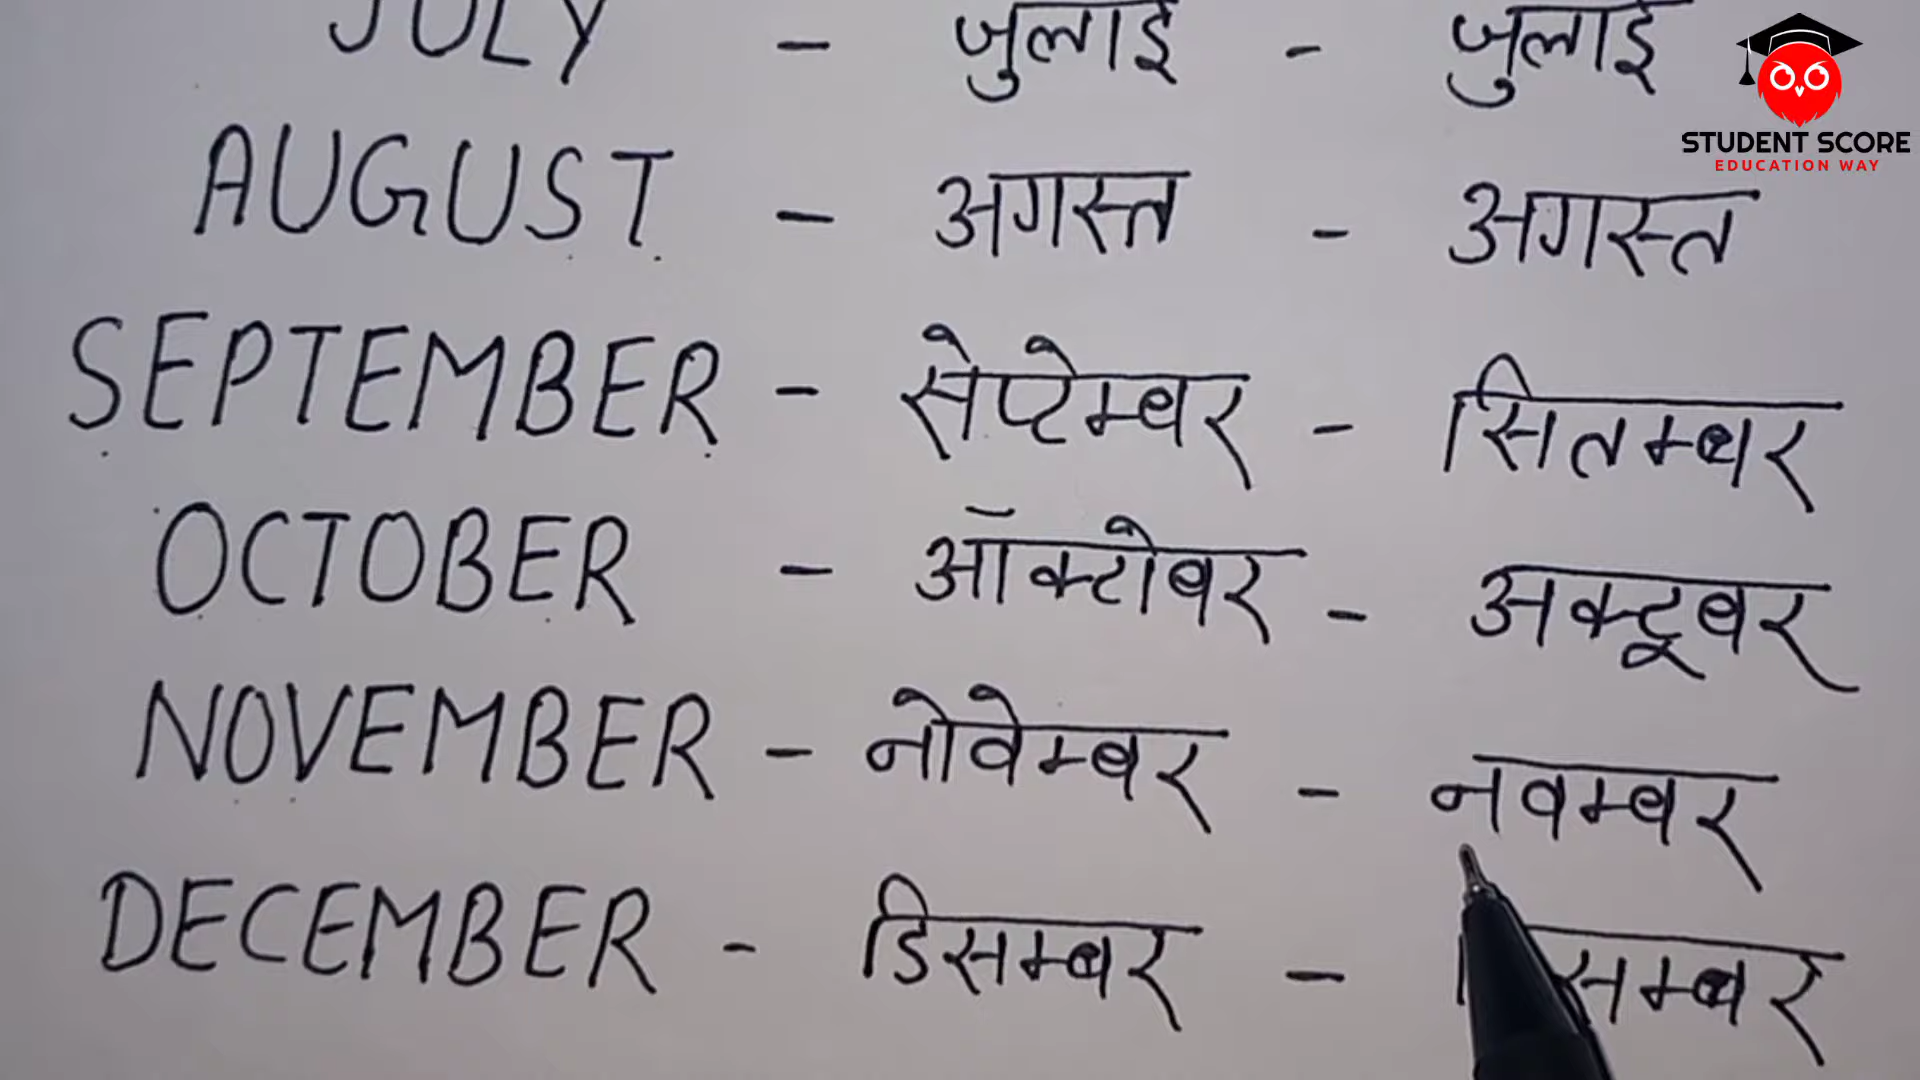 JULY - जुलाई - जुलाई
STUDENT SCORE
EDUCATION WAY
AUGUST - अगस्त - अगस्त
SEPTEMBER - सेप्टेम्बर - सितम्बर
OCTOBER - ऑक्टोबर - अक्टूबर
NOVEMBER - नोवेम्बर - नवम्बर
DECEMBER - डिसम्बर -